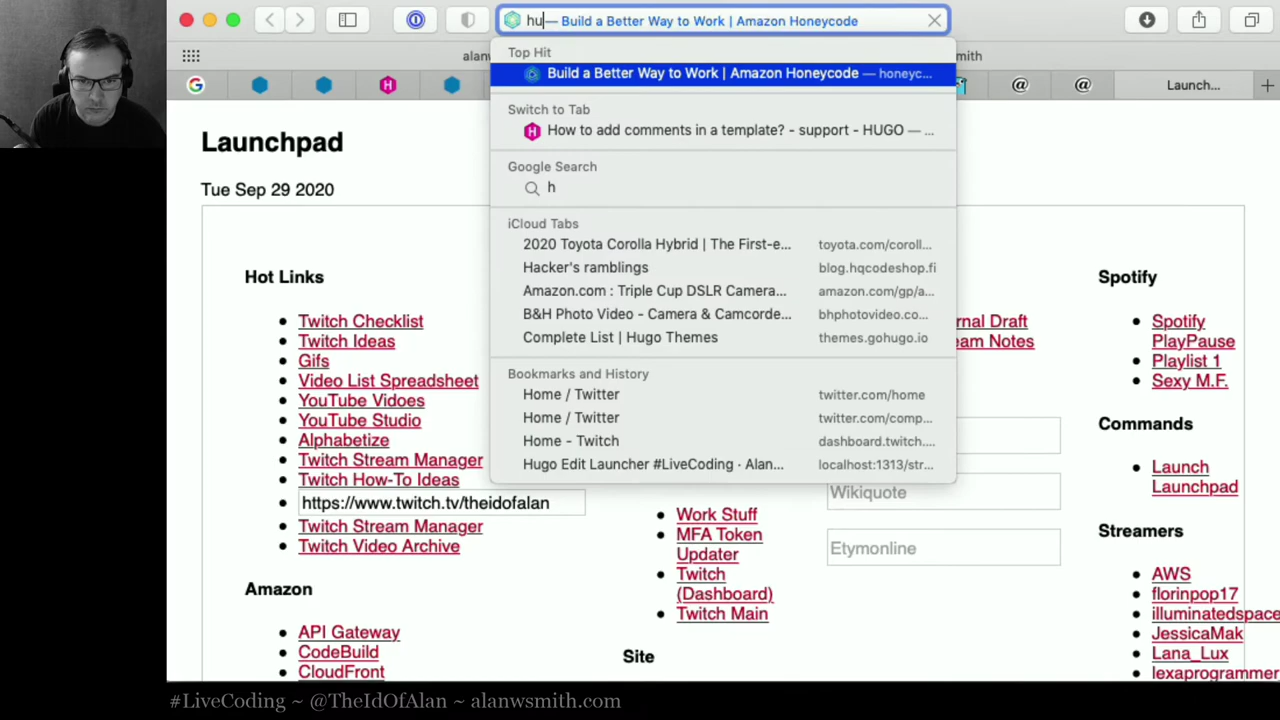 hu— Build a Better Way to Work | Amazon Honeycode
Top Hit
Build a Better Way to Work | Amazon Honeycode — honeyc...
Switch to Tab
How to add comments in a template? - support - HUGO — ...
Google Search
h
iCloud Tabs
2020 Toyota Corolla Hybrid | The First-e... toyota.com/coroll...
Hacker's ramblings blog.hqcodeshop.fi
Amazon.com : Triple Cup DSLR Camera... amazon.com/gp/a...
B&H Photo Video - Camera & Camcorde... bhphotovideo.co...
Complete List | Hugo Themes themes.gohugo.io
Bookmarks and History
Home / Twitter twitter.com/home
Home / Twitter twitter.com/comp...
Home - Twitch dashboard.twitch....
Hugo Edit Launcher #LiveCoding · Alan... localhost:1313/str...
alanw
smith
Launch...
Launchpad
Tue Sep 29 2020
Hot Links
Twitch Checklist
Twitch Ideas
Gifs
Video List Spreadsheet
YouTube Vidoes
YouTube Studio
Alphabetize
Twitch Stream Manager
Twitch How-To Ideas
https://www.twitch.tv/theidofalan
Twitch Stream Manager
Twitch Video Archive
Amazon
API Gateway
CodeBuild
CloudFront
Work Stuff
MFA Token
Updater
Twitch
(Dashboard)
Twitch Main
Site
rnal Draft
eam Notes
Wikiquote
Etymonline
Spotify
Spotify
PlayPause
Playlist 1
Sexy M.F.
Commands
Launch
Launchpad
Streamers
AWS
florinpop17
illuminatedspace
JessicaMak
Lana_Lux
lexaprogrammer
#LiveCoding ~ @TheIdOfAlan ~ alanwsmith.com